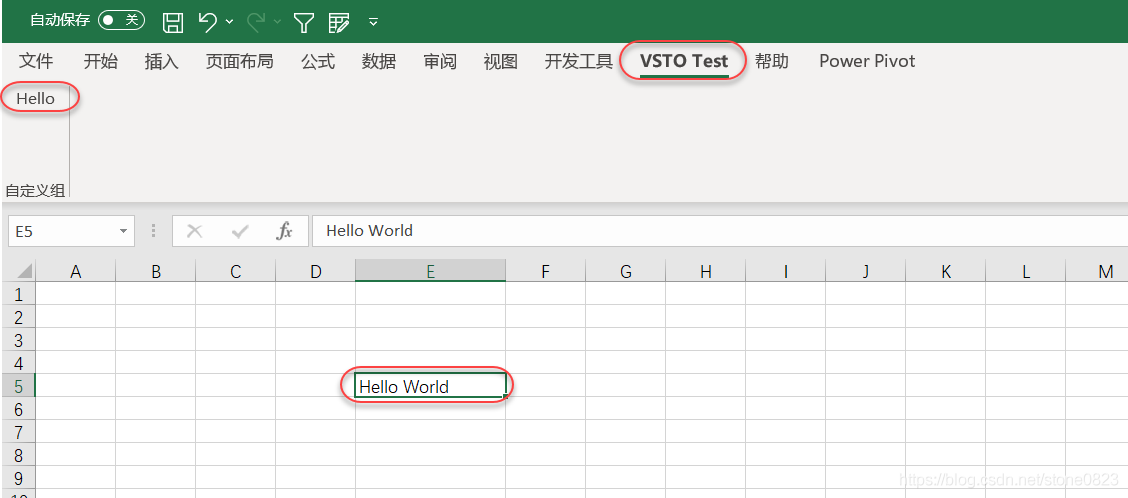 自动保存 关
文件 开始 插入 页面布局 公式 数据 审阅 视图 开发工具 VSTO Test 帮助 Power Pivot
Hello
自定义组
E5 fx Hello World
A B C D E F G H I J K L M
1
2
3
4
5 Hello World
6
7
8
9
10
https://blog.csdn.net/stone0823